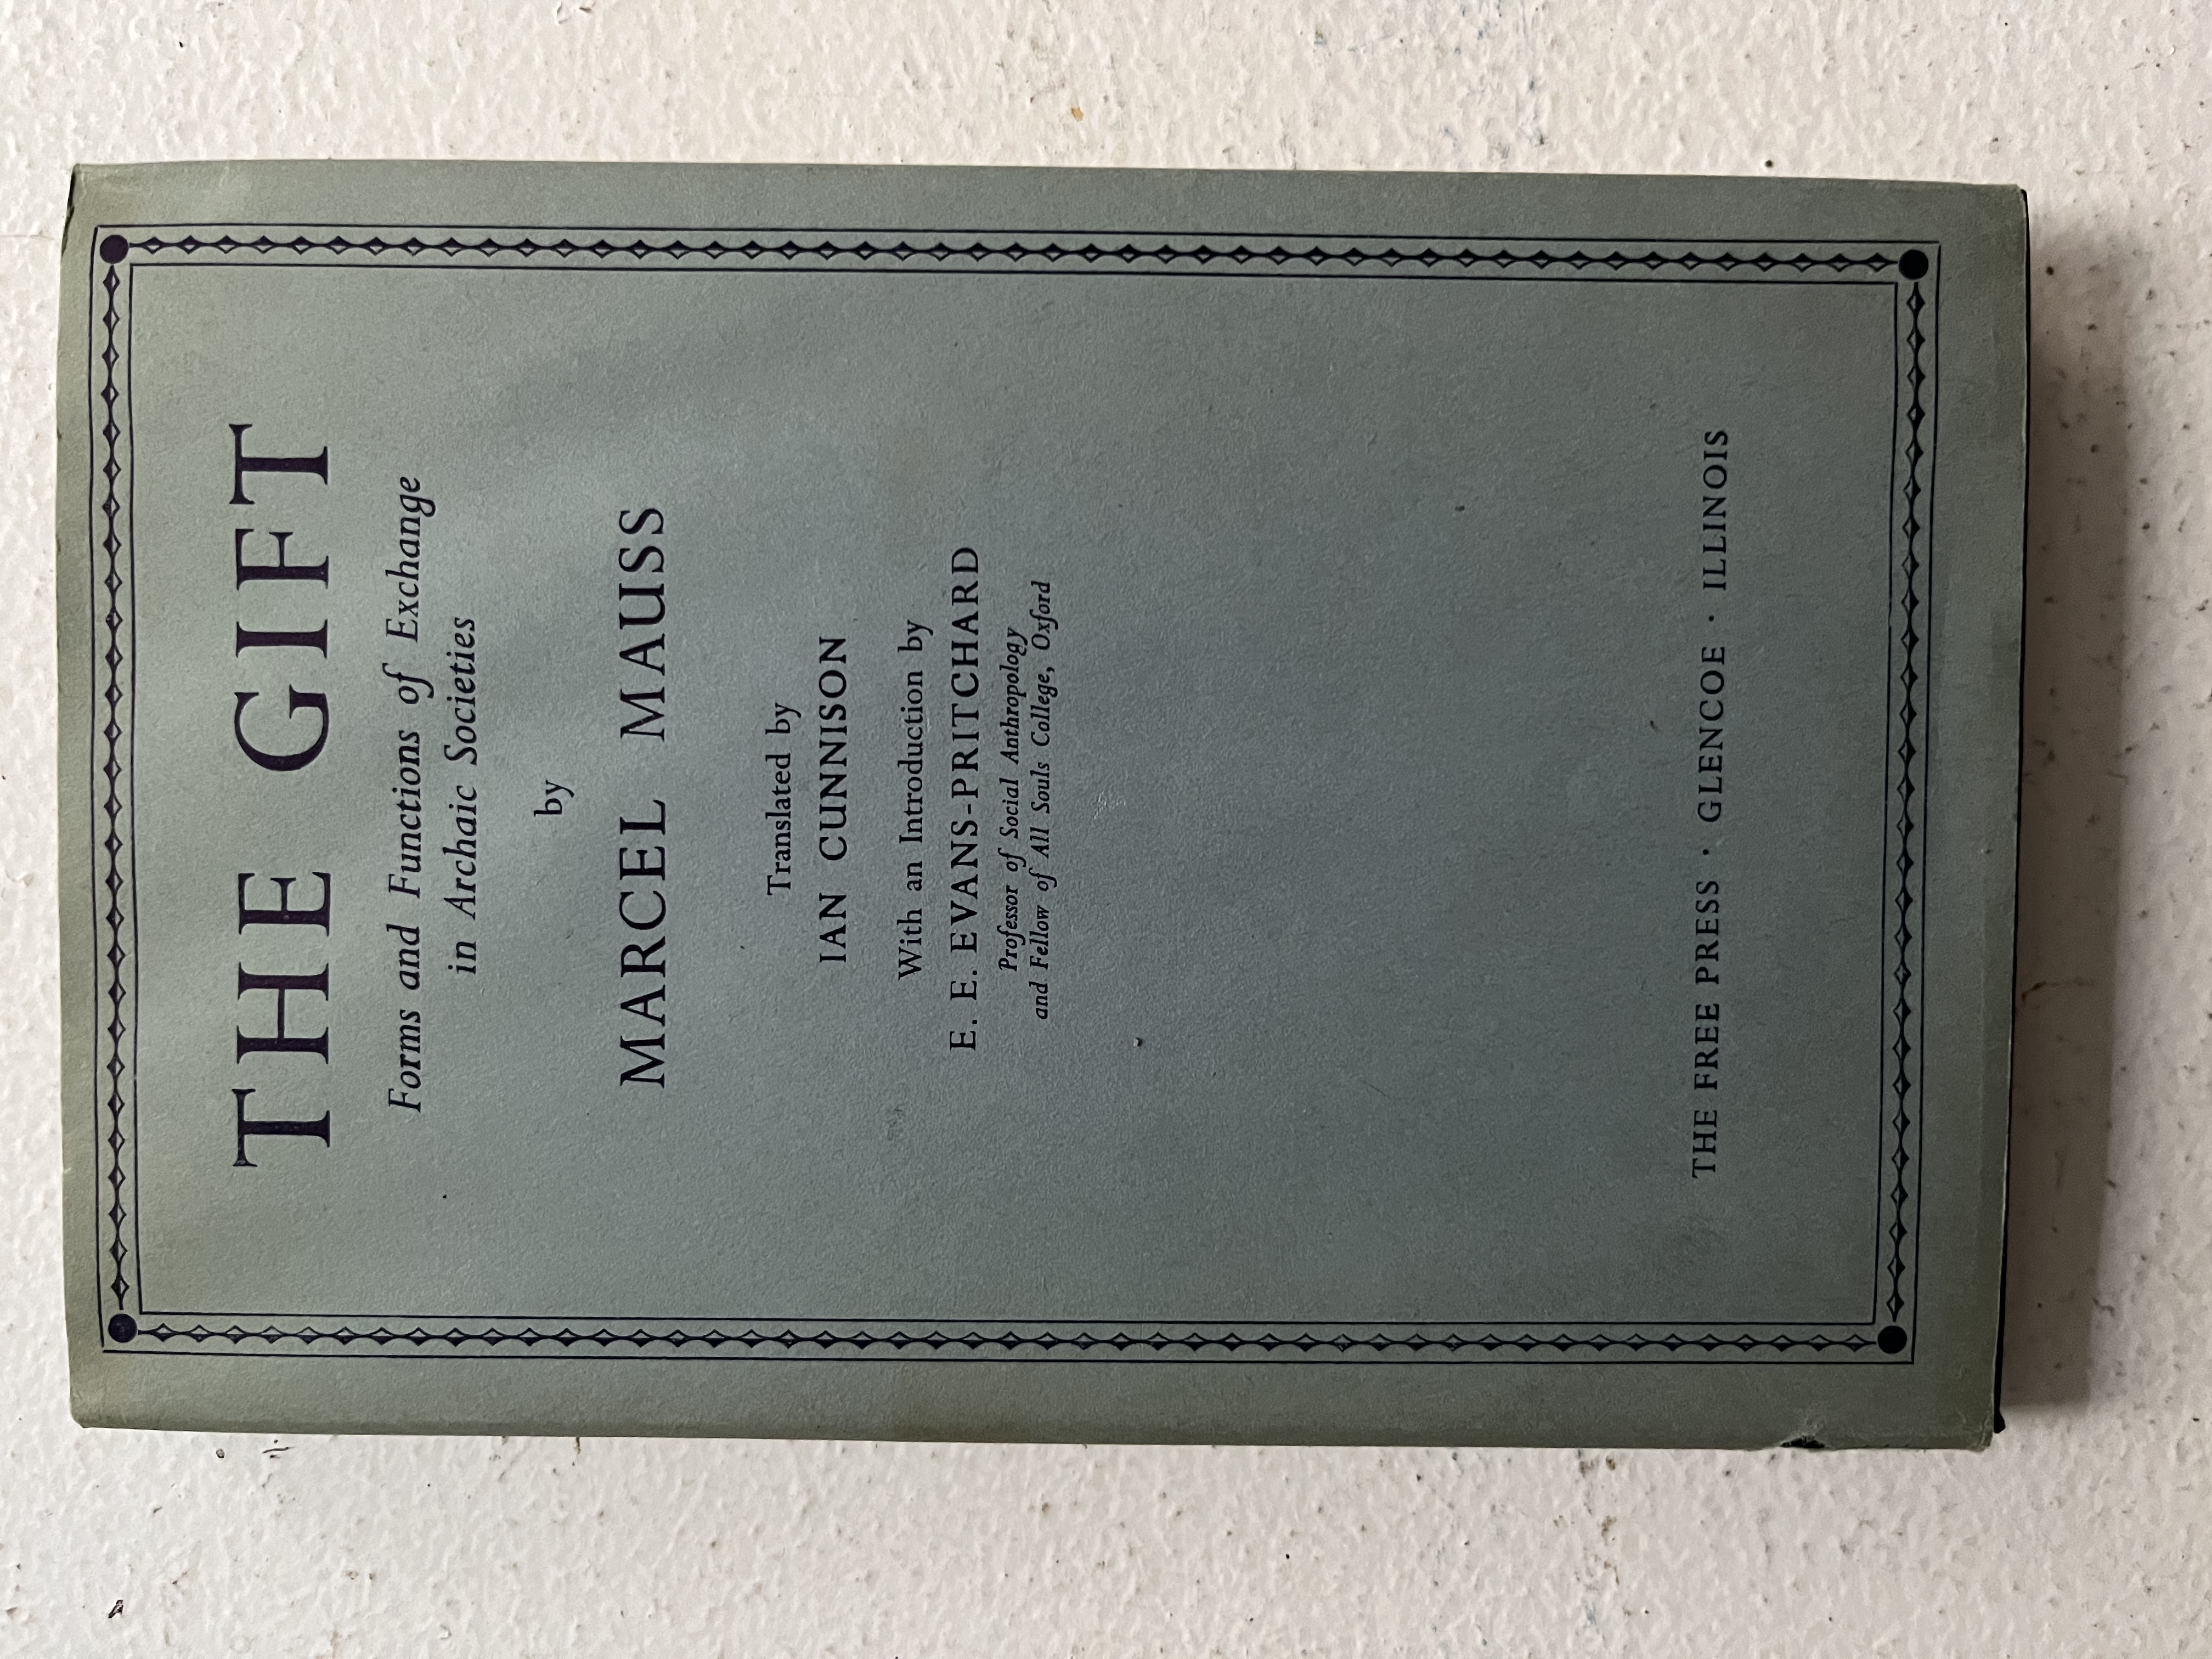 THE GIFT
Forms and Functions of Exchange
in Archaic Societies
by
MARCEL MAUSS
Translated by
IAN CUNNISON
With an Introduction by
E. E. EVANS-PRITCHARD
Professor of Social Anthropology
and Fellow of All Souls College, Oxford
THE FREE PRESS · GLENCOE · ILLINOIS